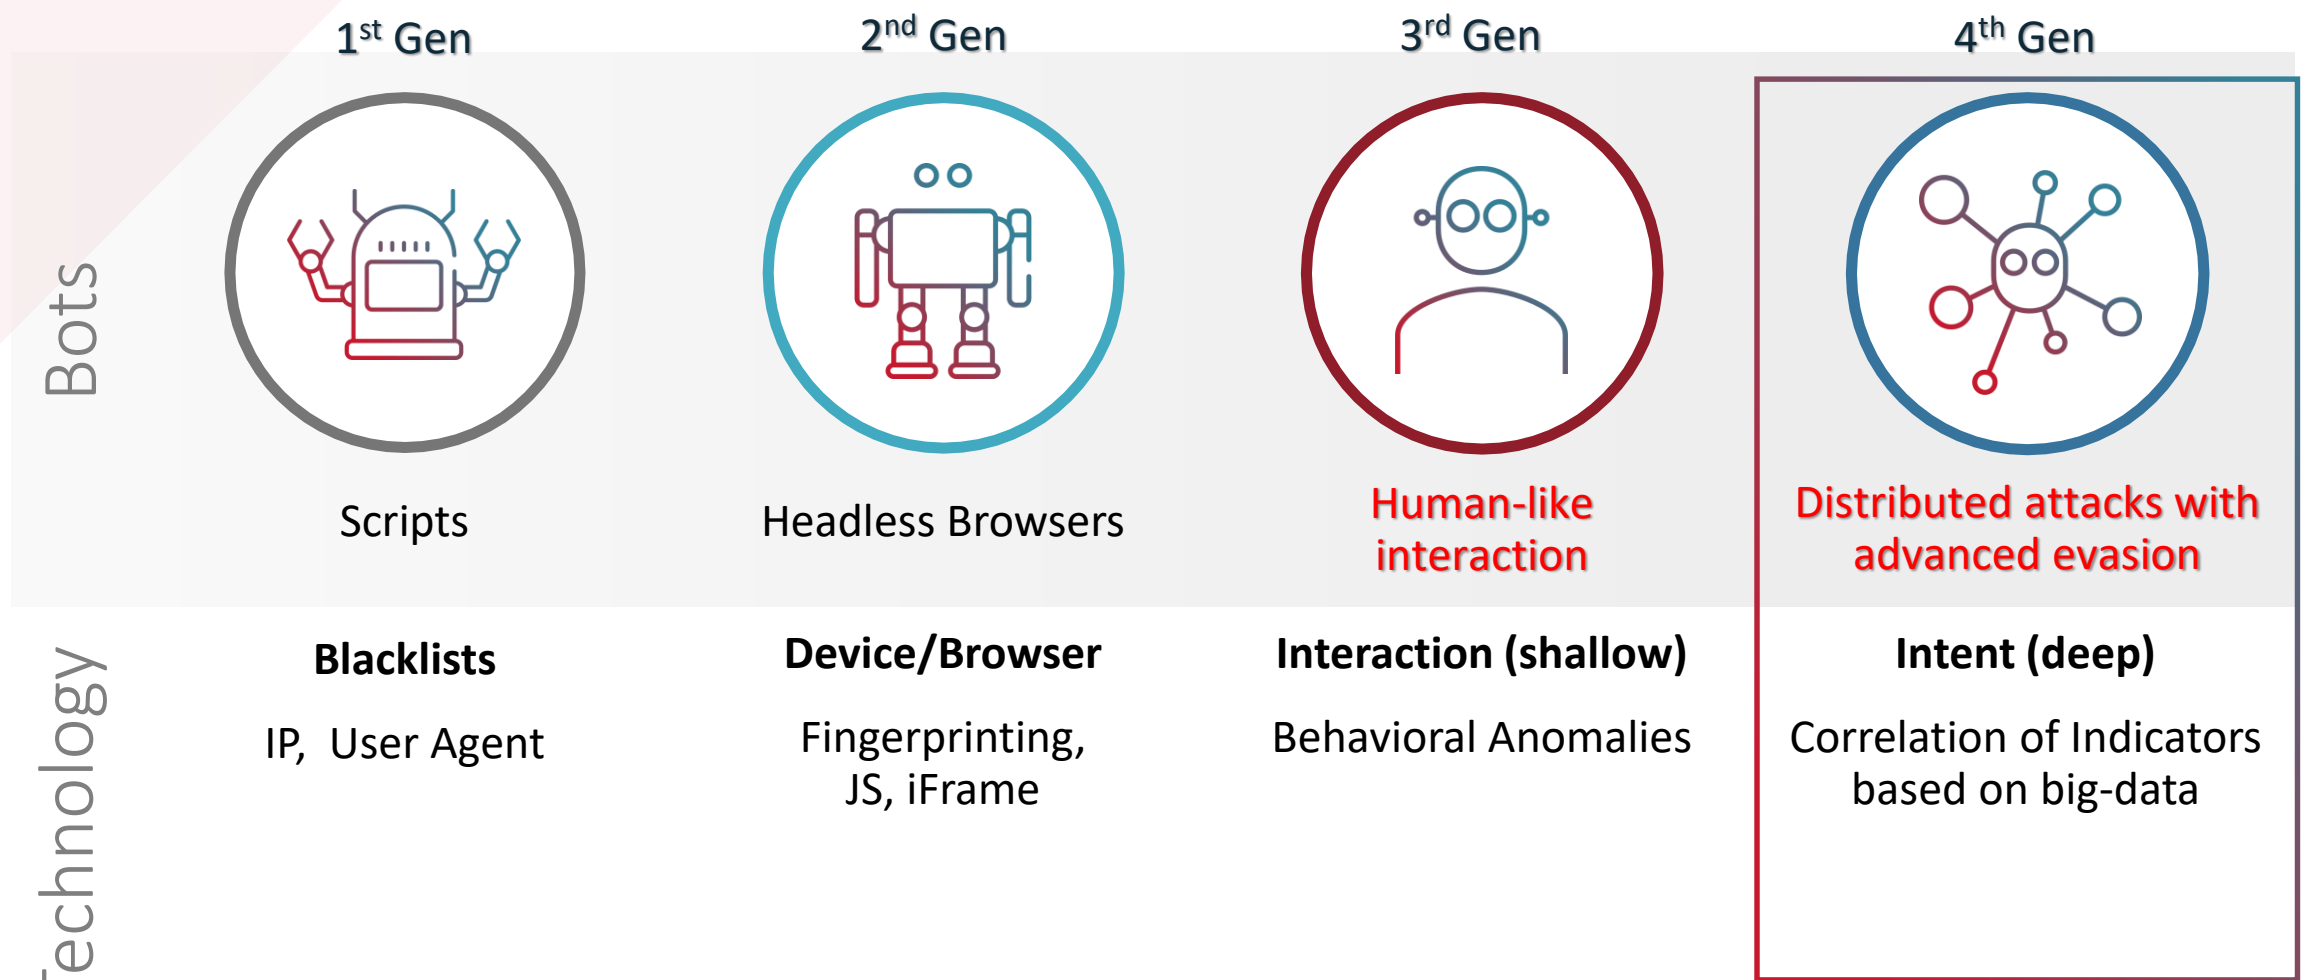 1st Gen
2nd Gen
3rd Gen
4th Gen
Bots
Scripts
Headless Browsers
Human-like
interaction
Distributed attacks with
advanced evasion
Technology
Blacklists
IP,  User Agent
Device/Browser
Fingerprinting,
JS, iFrame
Interaction (shallow)
Behavioral Anomalies
Intent (deep)
Correlation of Indicators
based on big-data